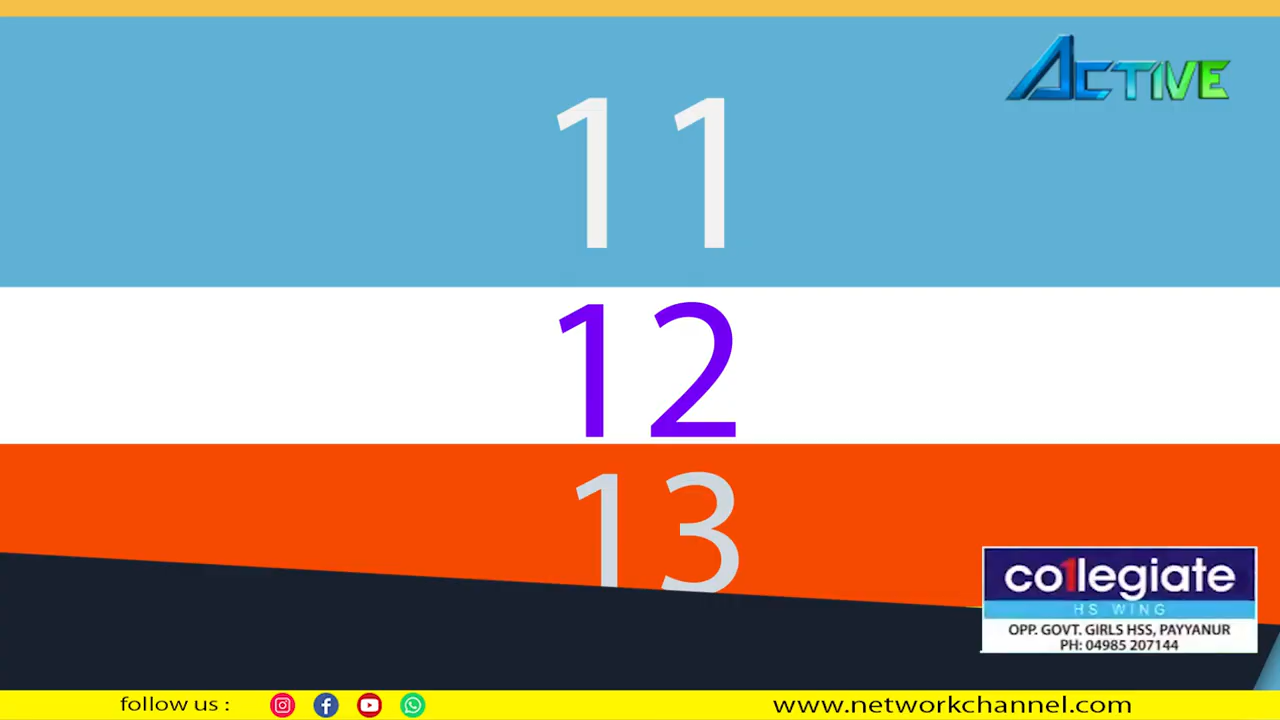 ACTIVE
11
12
13
collegiate
HS WING
OPP. GOVT. GIRLS HSS, PAYYANUR
PH: 04985 207144
follow us :
www.networkchannel.com